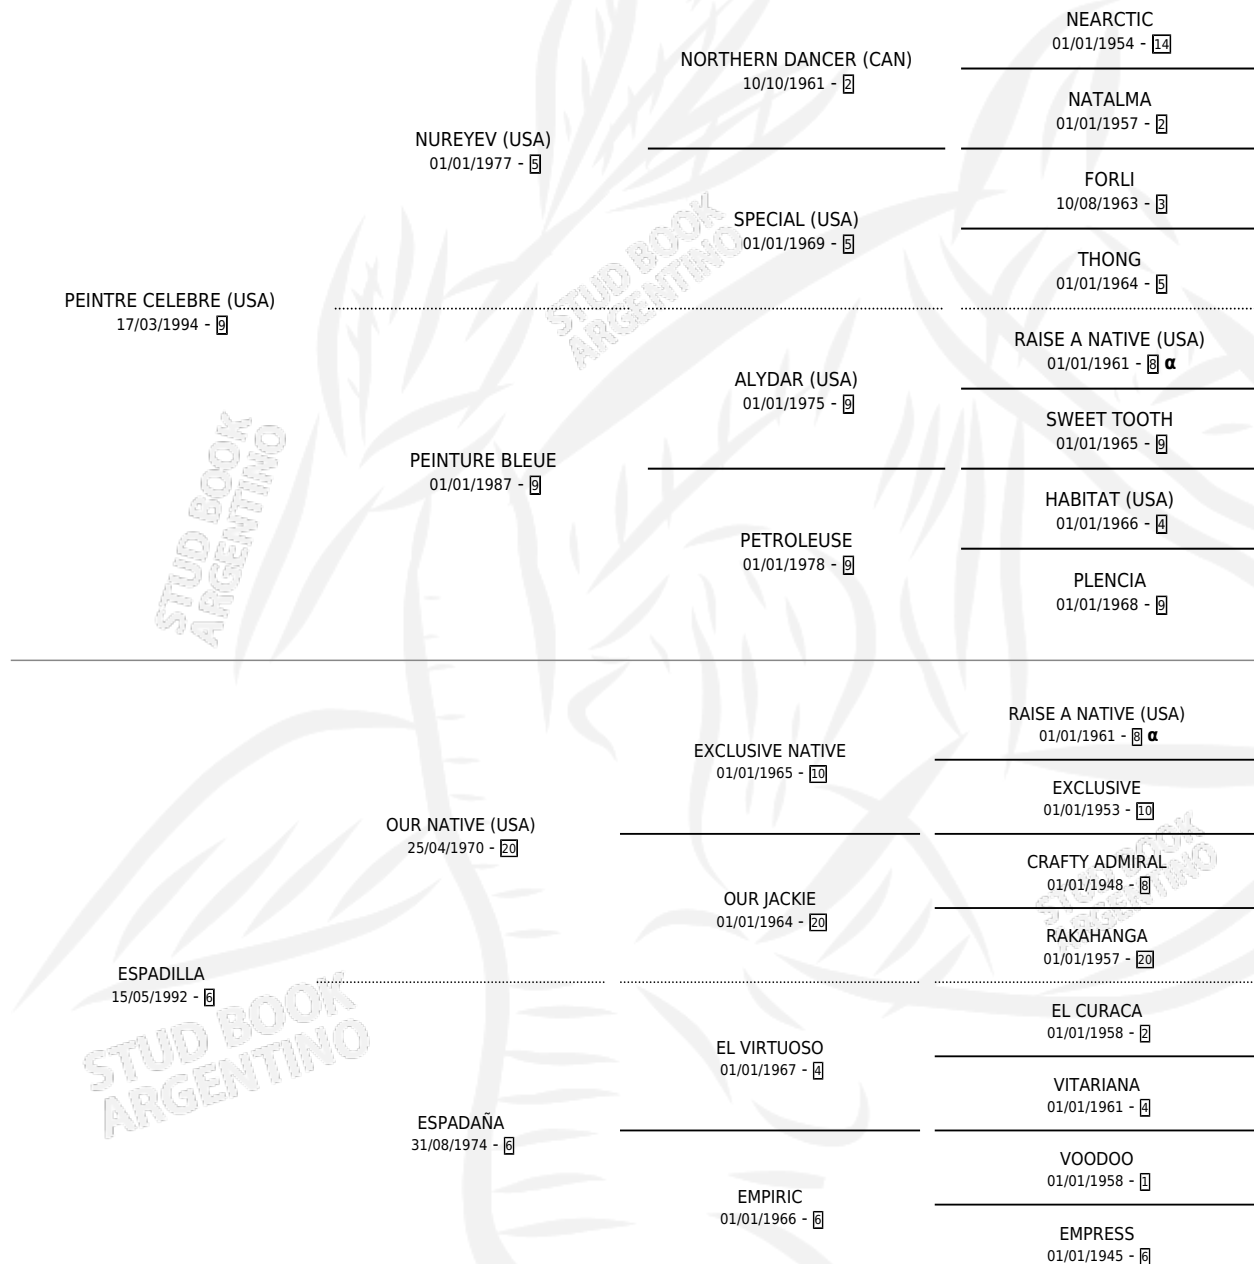 NEARCTIC
01/01/1954 - 14
NORTHERN DANCER (CAN)
10/10/1961 - 2
NATALMA
01/01/1957 - 2
NUREYEV (USA)
01/01/1977 - 5
FORLI
10/08/1963 - 3
SPECIAL (USA)
01/01/1969 - 5
THONG
01/01/1964 - 5
PEINTRE CELEBRE (USA)
17/03/1994 - 9
RAISE A NATIVE (USA)
01/01/1961 - 8 α
ALYDAR (USA)
01/01/1975 - 9
SWEET TOOTH
01/01/1965 - 9
PEINTURE BLEUE
01/01/1987 - 9
HABITAT (USA)
01/01/1966 - 4
PETROLEUSE
01/01/1978 - 9
PLENCIA
01/01/1968 - 9
RAISE A NATIVE (USA)
01/01/1961 - 8 α
EXCLUSIVE NATIVE
01/01/1965 - 10
EXCLUSIVE
01/01/1953 - 10
OUR NATIVE (USA)
25/04/1970 - 20
CRAFTY ADMIRAL
01/01/1948 - 8
OUR JACKIE
01/01/1964 - 20
RAKAHANGA
01/01/1957 - 20
ESPADILLA
15/05/1992 - 6
EL CURACA
01/01/1958 - 2
EL VIRTUOSO
01/01/1967 - 4
VITARIANA
01/01/1961 - 4
ESPADAÑA
31/08/1974 - 6
VOODOO
01/01/1958 - 1
EMPIRIC
01/01/1966 - 6
EMPRESS
01/01/1945 - 6
STUD BOOK
ARGENTINO
STUD BOOK
ARGENTINO
STUD BOOK
ARGENTINO
STUD BOOK
ARGENTINO